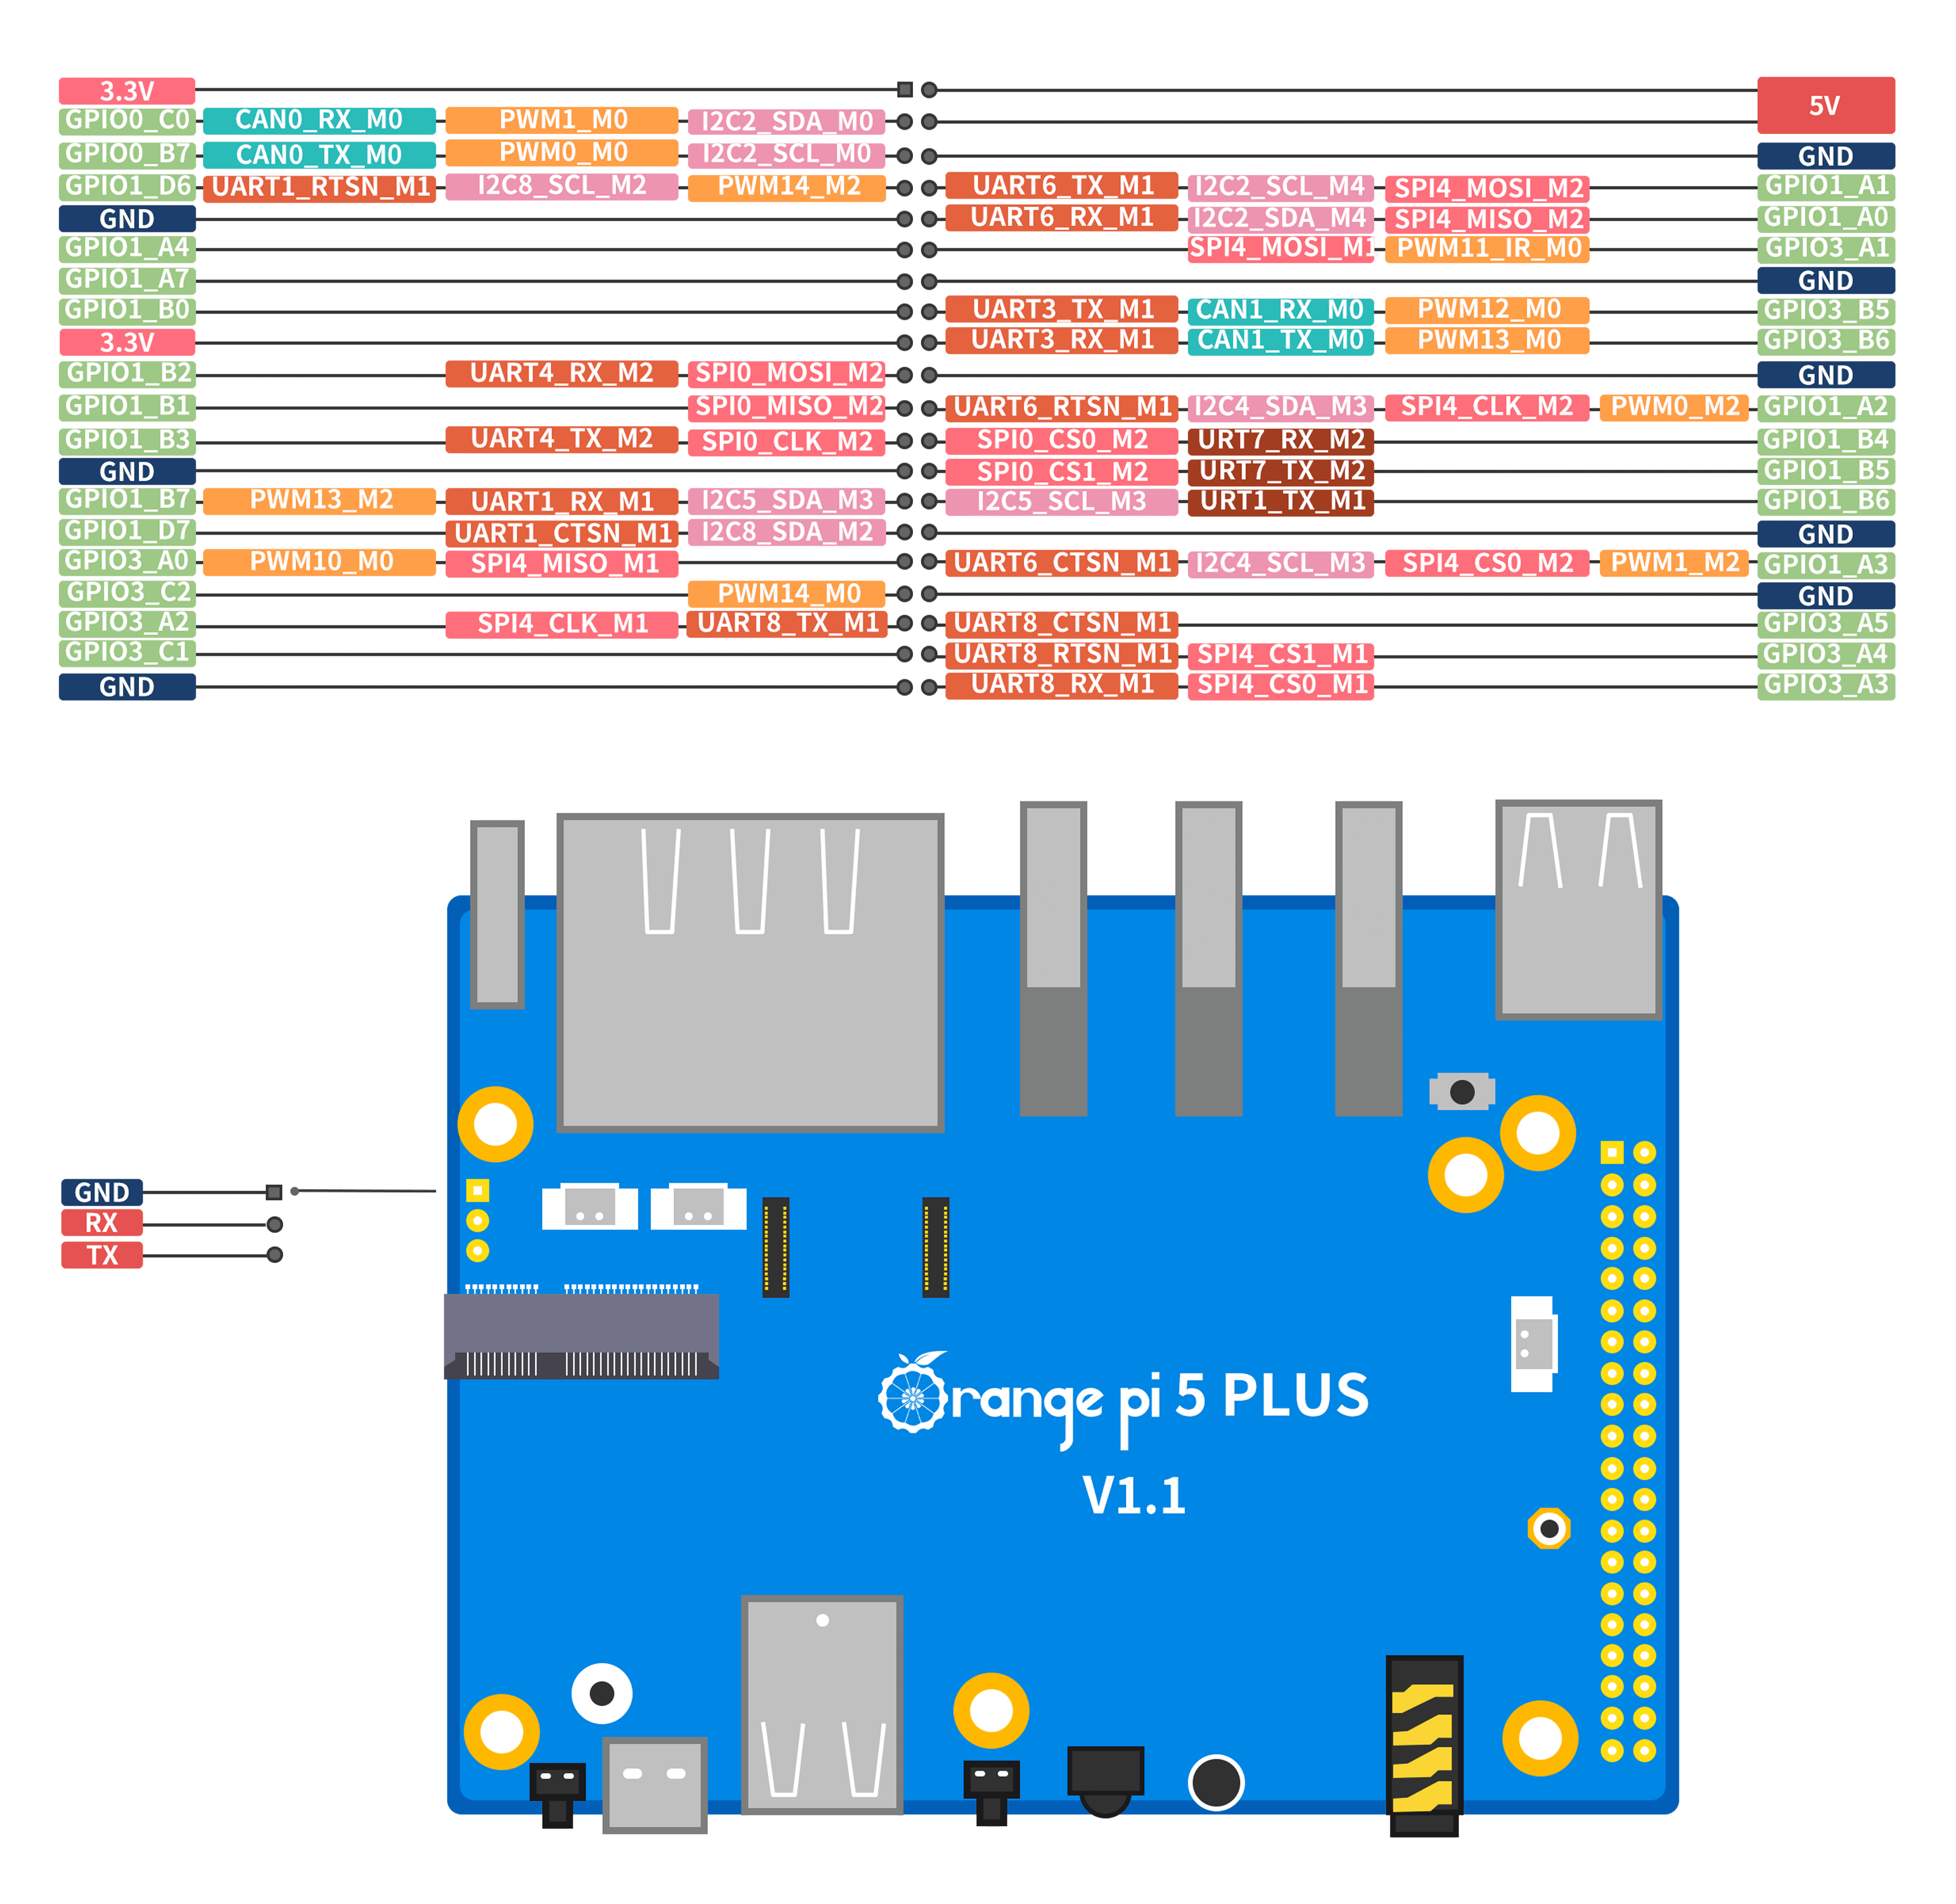 3.3V 5V
GPIO0_C0 CAN0_RX_M0 PWM1_M0 I2C2_SDA_M0
GPIO0_B7 CAN0_TX_M0 PWM0_M0 I2C2_SCL_M0 GND
GPIO1_D6 UART1_RTSN_M1 I2C8_SCL_M2 PWM14_M2 UART6_TX_M1 I2C2_SCL_M4 SPI4_MOSI_M2 GPIO1_A1
GND UART6_RX_M1 I2C2_SDA_M4 SPI4_MISO_M2 GPIO1_A0
GPIO1_A4 SPI4_MOSI_M1 PWM11_IR_M0 GPIO3_A1
GPIO1_A7 GND
GPIO1_B0 UART3_TX_M1 CAN1_RX_M0 PWM12_M0 GPIO3_B5
3.3V UART3_RX_M1 CAN1_TX_M0 PWM13_M0 GPIO3_B6
GPIO1_B2 UART4_RX_M2 SPI0_MOSI_M2 GND
GPIO1_B1 SPI0_MISO_M2 UART6_RTSN_M1 I2C4_SDA_M3 SPI4_CLK_M2 PWM0_M2 GPIO1_A2
GPIO1_B3 UART4_TX_M2 SPI0_CLK_M2 SPI0_CS0_M2 URT7_RX_M2 GPIO1_B4
GND SPI0_CS1_M2 URT7_TX_M2 GPIO1_B5
GPIO1_B7 PWM13_M2 UART1_RX_M1 I2C5_SDA_M3 I2C5_SCL_M3 URT1_TX_M1 GPIO1_B6
GPIO1_D7 UART1_CTSN_M1 I2C8_SDA_M2 GND
GPIO3_A0 PWM10_M0 SPI4_MISO_M1 UART6_CTSN_M1 I2C4_SCL_M3 SPI4_CS0_M2 PWM1_M2 GPIO1_A3
GPIO3_C2 PWM14_M0 GND
GPIO3_A2 SPI4_CLK_M1 UART8_TX_M1 UART8_CTSN_M1 GPIO3_A5
GPIO3_C1 UART8_RTSN_M1 SPI4_CS1_M1 GPIO3_A4
GND UART8_RX_M1 SPI4_CS0_M1 GPIO3_A3
GND
RX
TX
Orange pi 5 PLUS
V1.1